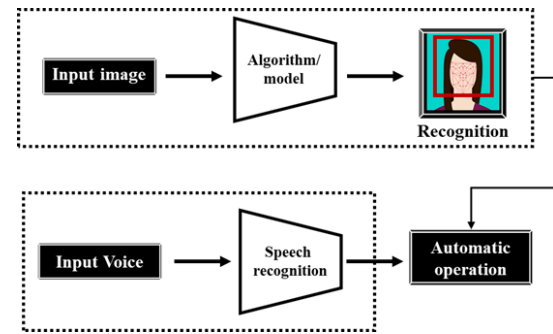 Input image
Algorithm/
model
Recognition
Input Voice
Speech
recognition
Automatic
operation